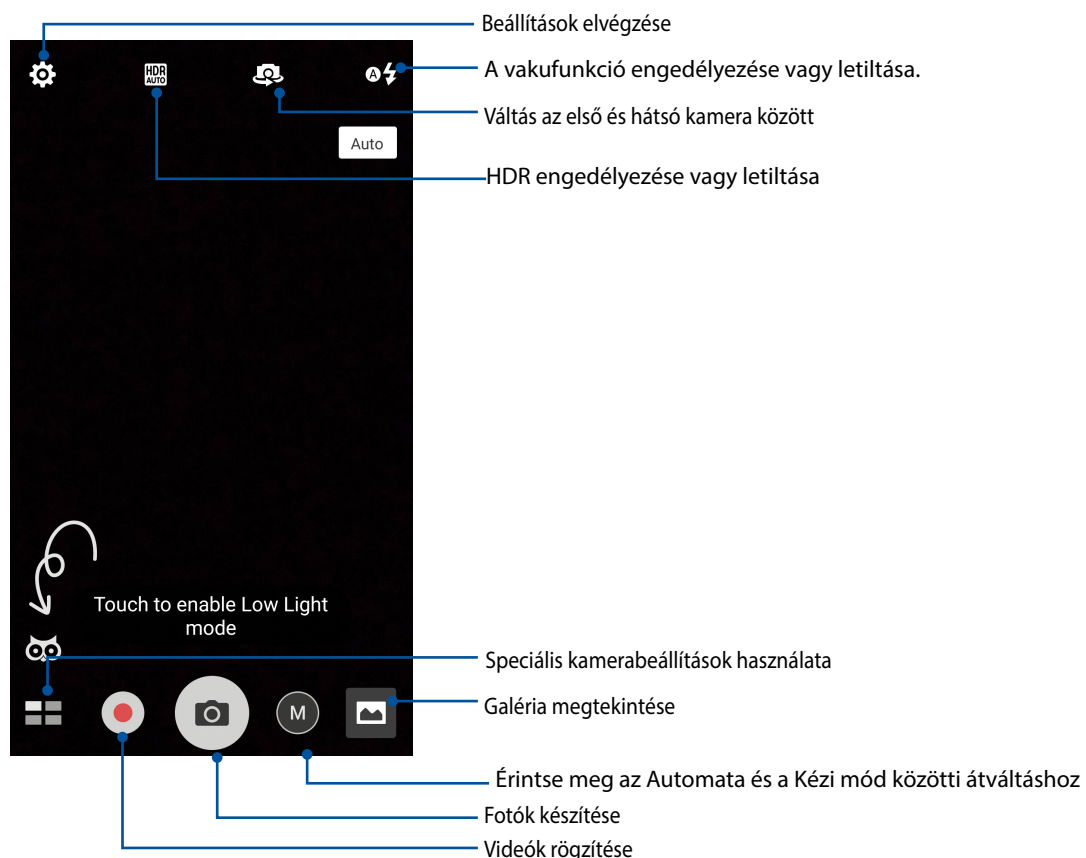 Beállítások elvégzése
HDR
AUTO
A
A vakufunkció engedélyezése vagy letiltása.
Váltás az első és hátsó kamera között
Auto
HDR engedélyezése vagy letiltása
Touch to enable Low Light
mode
Speciális kamerabeállítások használata
M
Galéria megtekintése
Érintse meg az Automata és a Kézi mód közötti átváltáshoz
Fotók készítése
Videók rögzítése